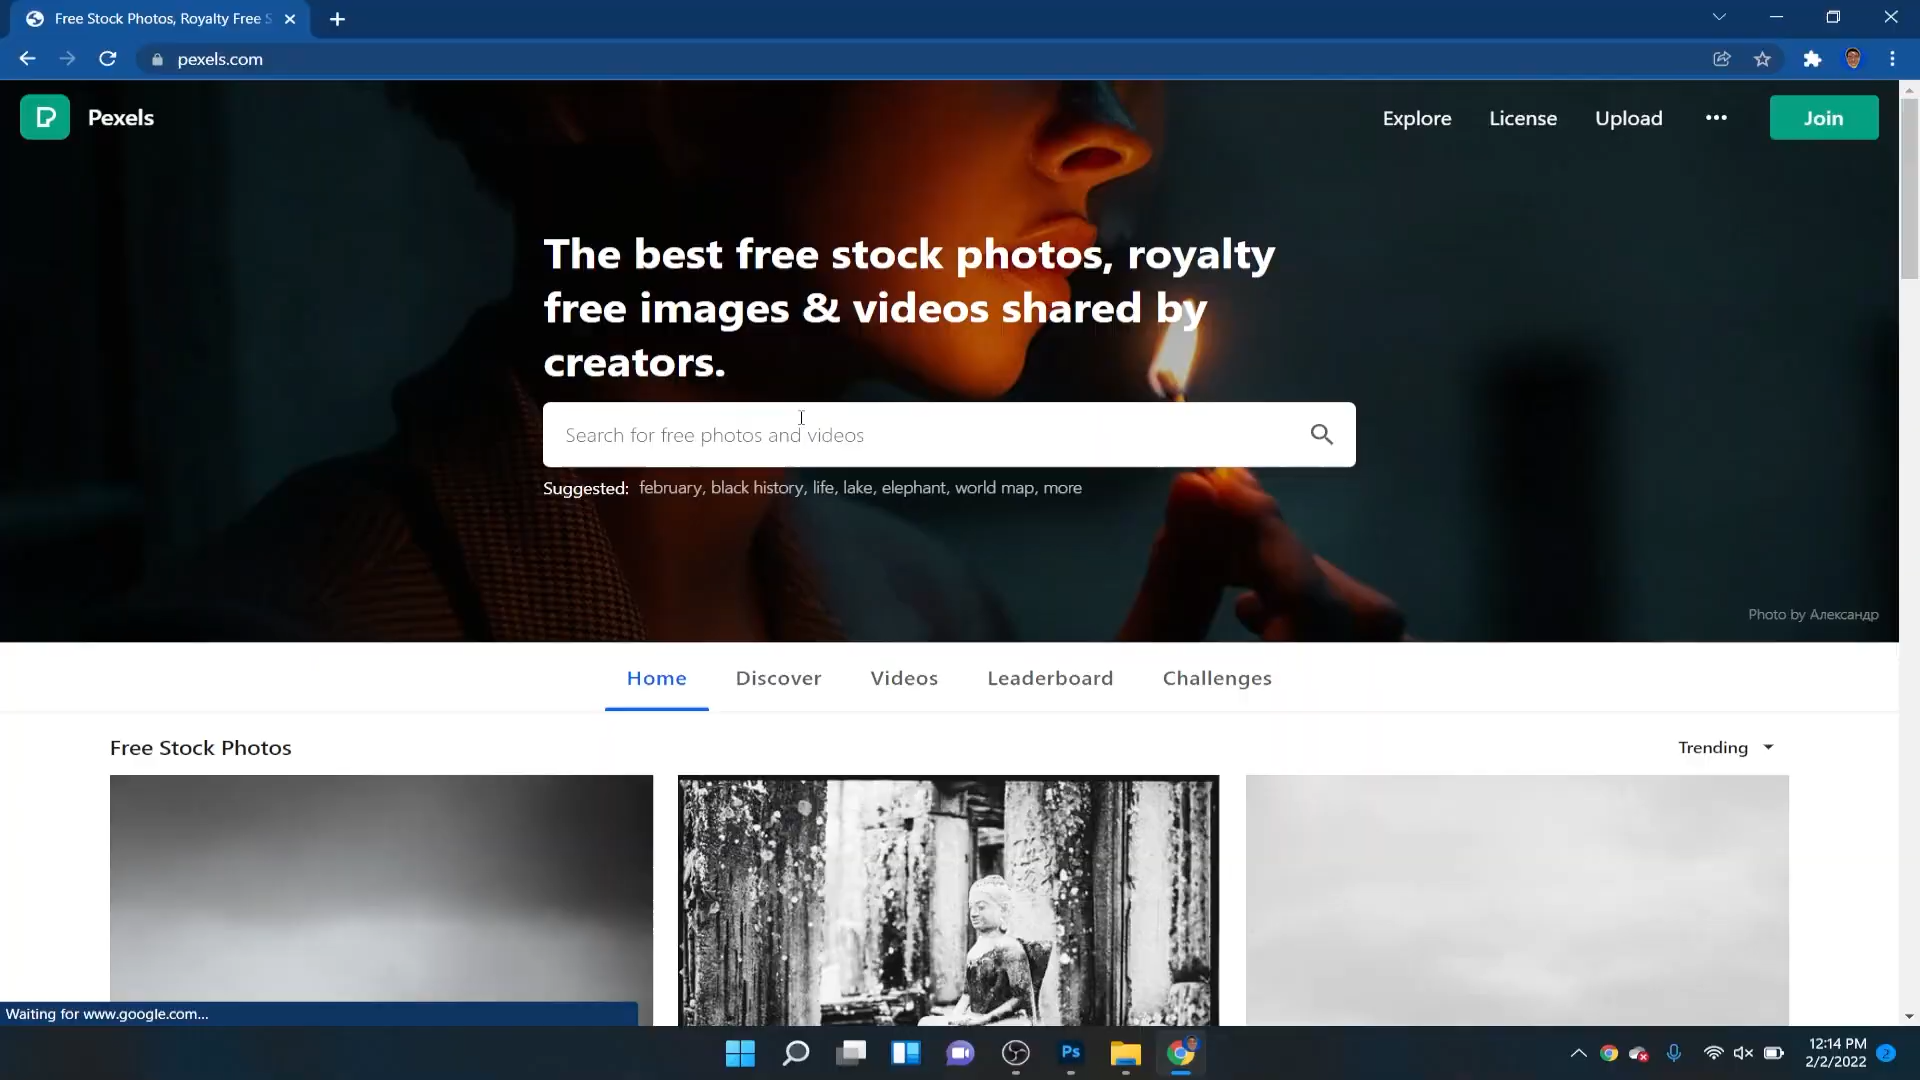 Free Stock Photos, Royalty Free S
pexels.com
Pexels
Explore
License
Upload
Join
The best free stock photos, royalty
free images & videos shared by
creators.
Search for free photos and videos
Suggested: february, black history, life, lake, elephant, world map, more
Photo by Александр
Home
Discover
Videos
Leaderboard
Challenges
Free Stock Photos
Trending
Waiting for www.google.com...
Ps
12:14 PM
2/2/2022
2